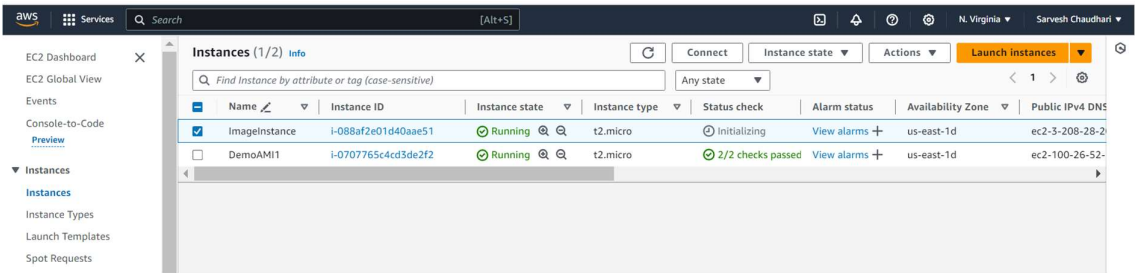 aws Services Search [Alt+S] N. Virginia ▼ Sarvesh Chaudhari ▼
EC2 Dashboard
EC2 Global View
Events
Console-to-Code
Preview
▼ Instances
Instances
Instance Types
Launch Templates
Spot Requests
Instances (1/2) Info Connect Instance state ▼ Actions ▼ Launch instances ▼
Find Instance by attribute or tag (case-sensitive) Any state ▼ < 1 >
Name Instance ID Instance state Instance type Status check Alarm status Availability Zone Public IPv4 DNS
ImageInstance i-088af2e01d40aae51 Running t2.micro Initializing View alarms + us-east-1d ec2-3-208-28-2
DemoAMI1 i-0707765c4cd3de2f2 Running t2.micro 2/2 checks passed View alarms + us-east-1d ec2-100-26-52-